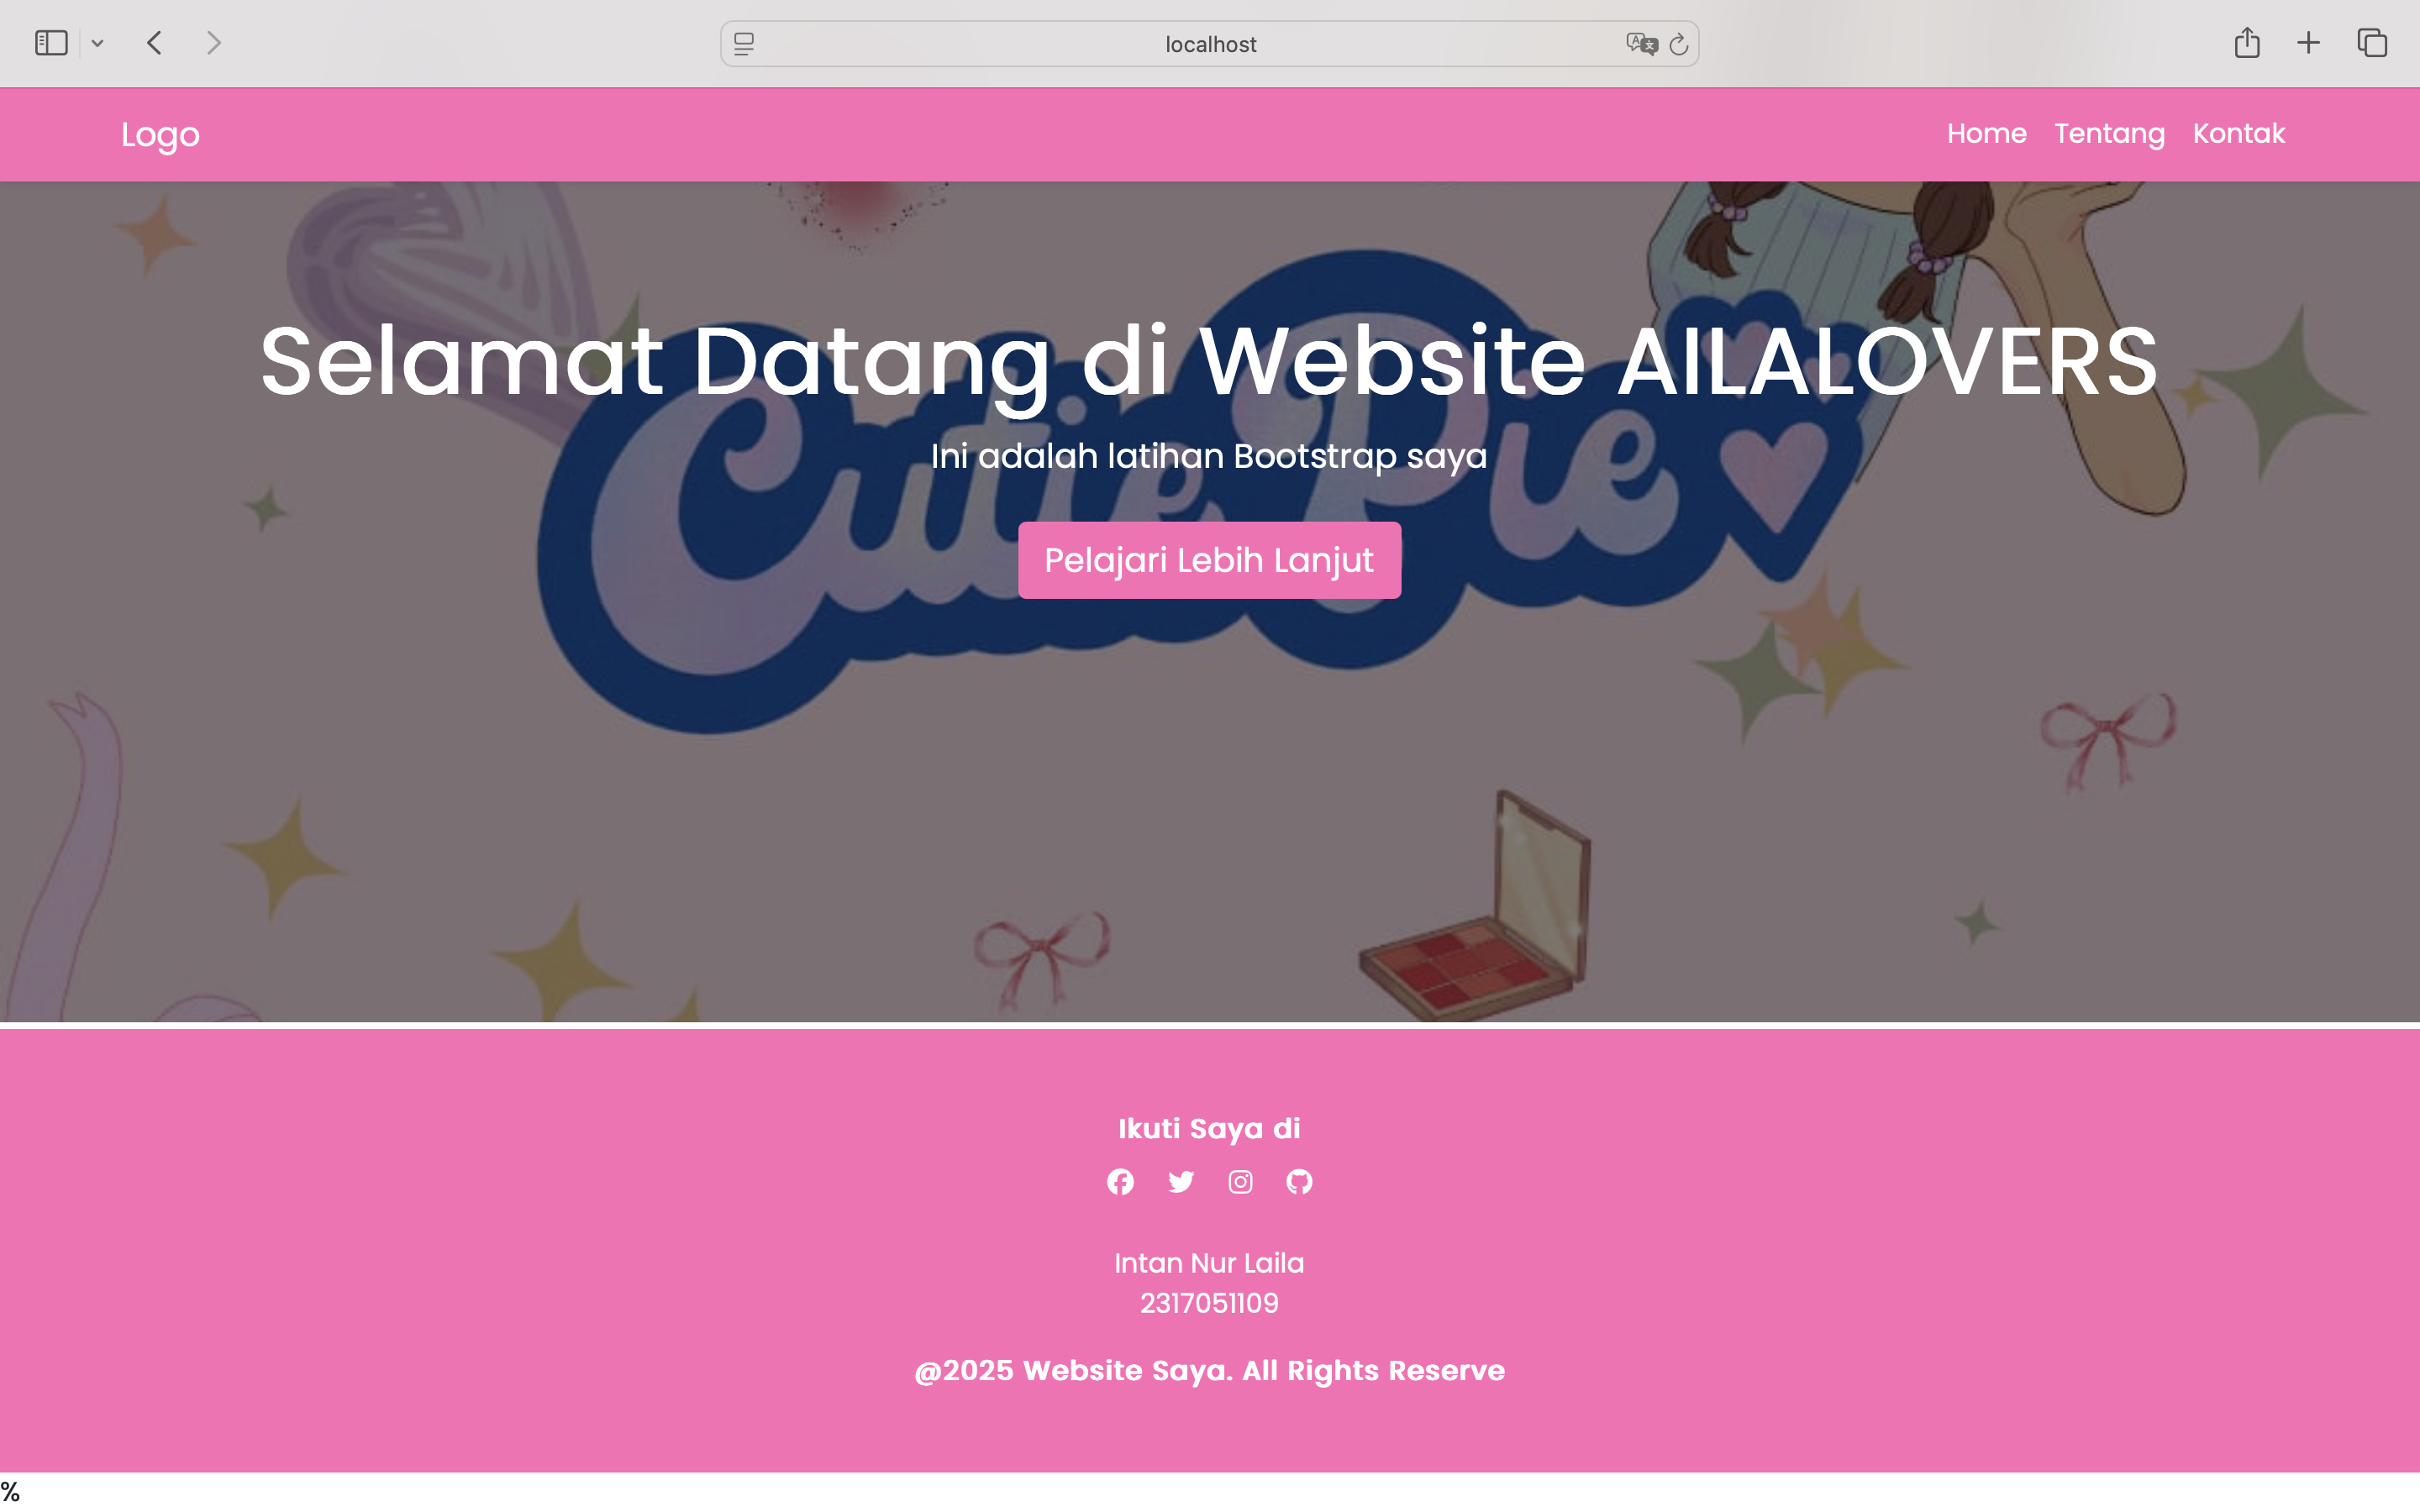 localhost
Logo
Home Tentang Kontak
Selamat Datang di Website AILALOVERS
Cutie Pie
Ini adalah latihan Bootstrap saya
Pelajari Lebih Lanjut
Ikuti Saya di
Intan Nur Laila
2317051109
@2025 Website Saya. All Rights Reserve
%